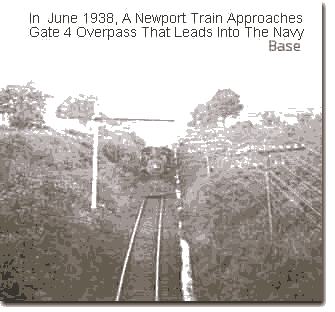 In June 1938, A Newport Train Approaches
Gate 4 Overpass That Leads Into The Navy
Base